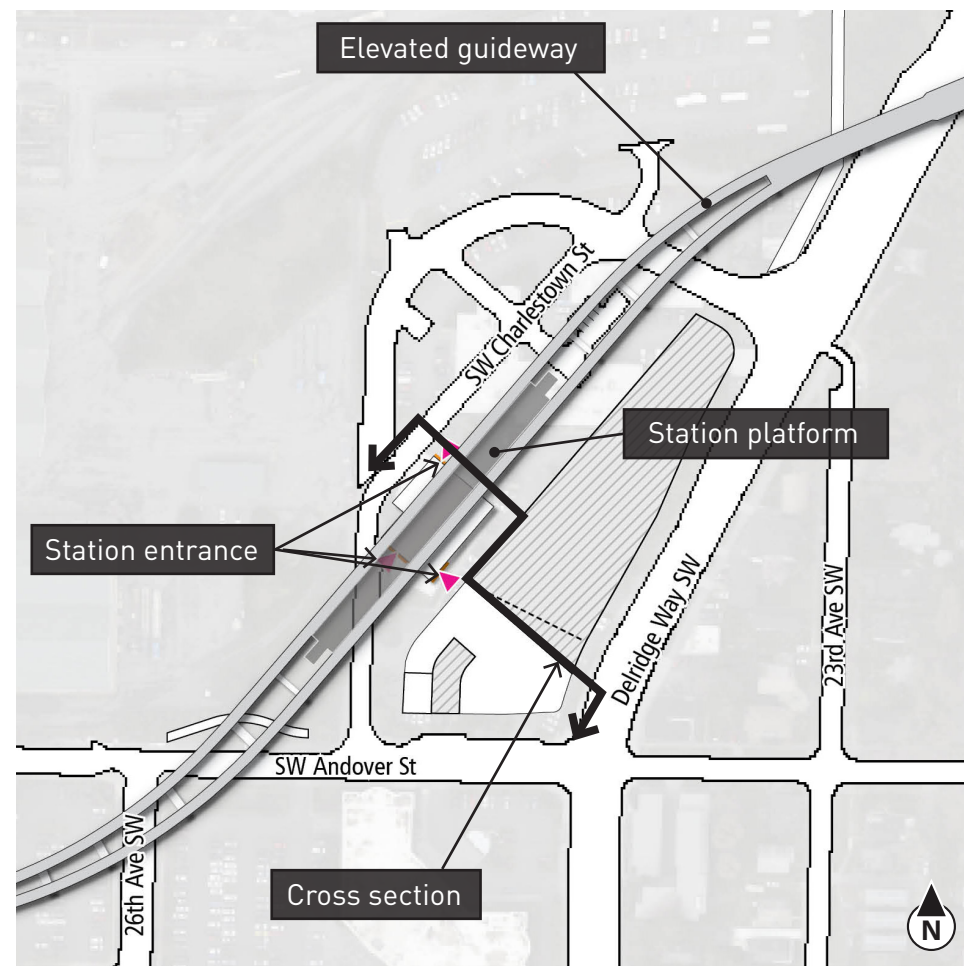 Elevated guideway
SW Charlestown St
Station platform
Station entrance
Delridge Way SW
23rd Ave SW
SW Andover St
26th Ave SW
Cross section
N